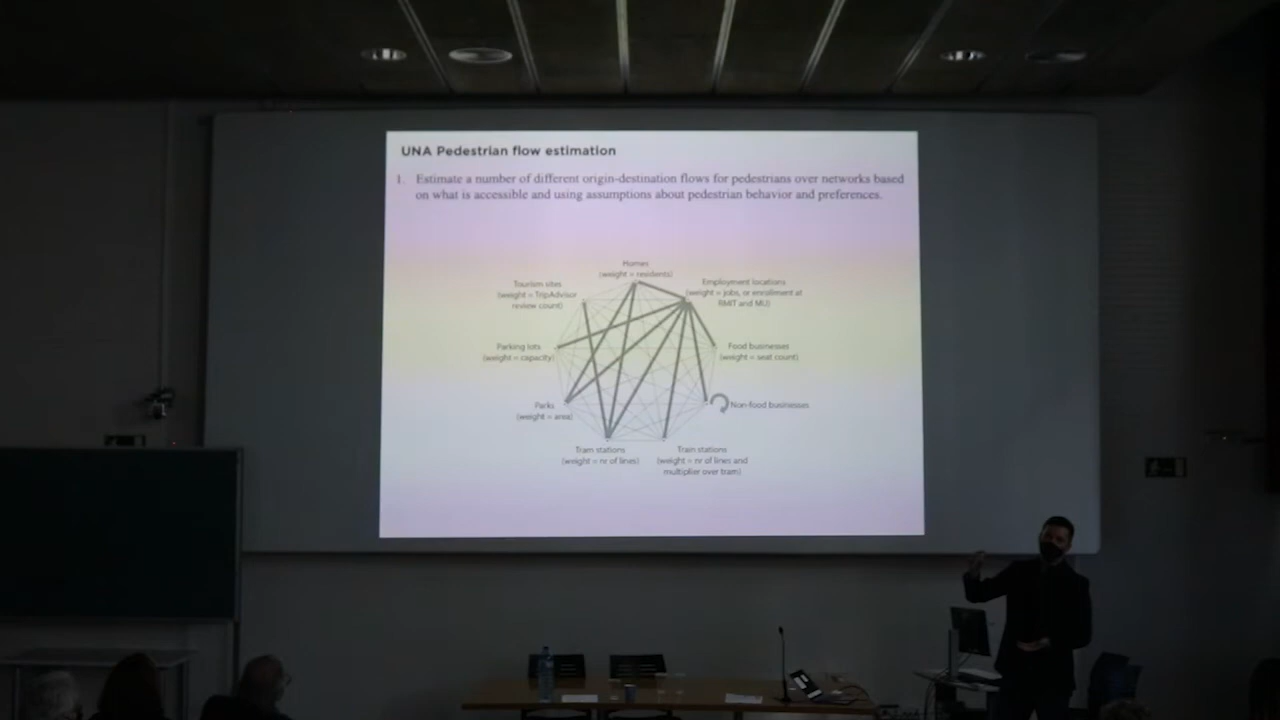 UNA Pedestrian flow estimation
1. Estimate a number of different origin-destination flows for pedestrians over networks based
on what is accessible and using assumptions about pedestrian behavior and preferences.
Homes
(weight = residents)
Tourism sites
(weight = TripAdvisor
review count)
Employment locations
(weight = jobs, or enrollment at
RMIT and MU)
Parking lots
(weight = capacity)
Food businesses
(weight = seat count)
Parks
(weight = area)
Non-food businesses
Tram stations
(weight = nr of lines)
Train stations
(weight = nr of lines and
multiplier over tram)